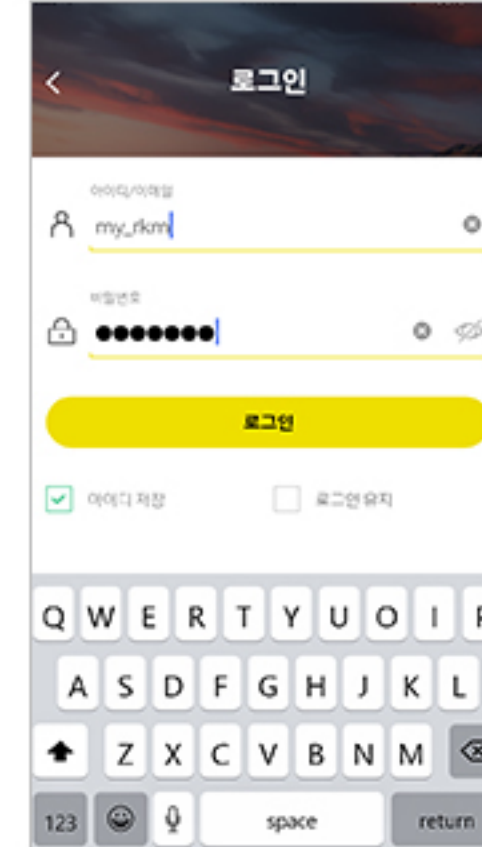 로그인
아이디/이메일
my_rkm
비밀번호
●●●●●●●
로그인
아이디 저장 로그인 유지
Q W E R T Y U O I P
A S D F G H J K L
Z X C V B N M
123 space return